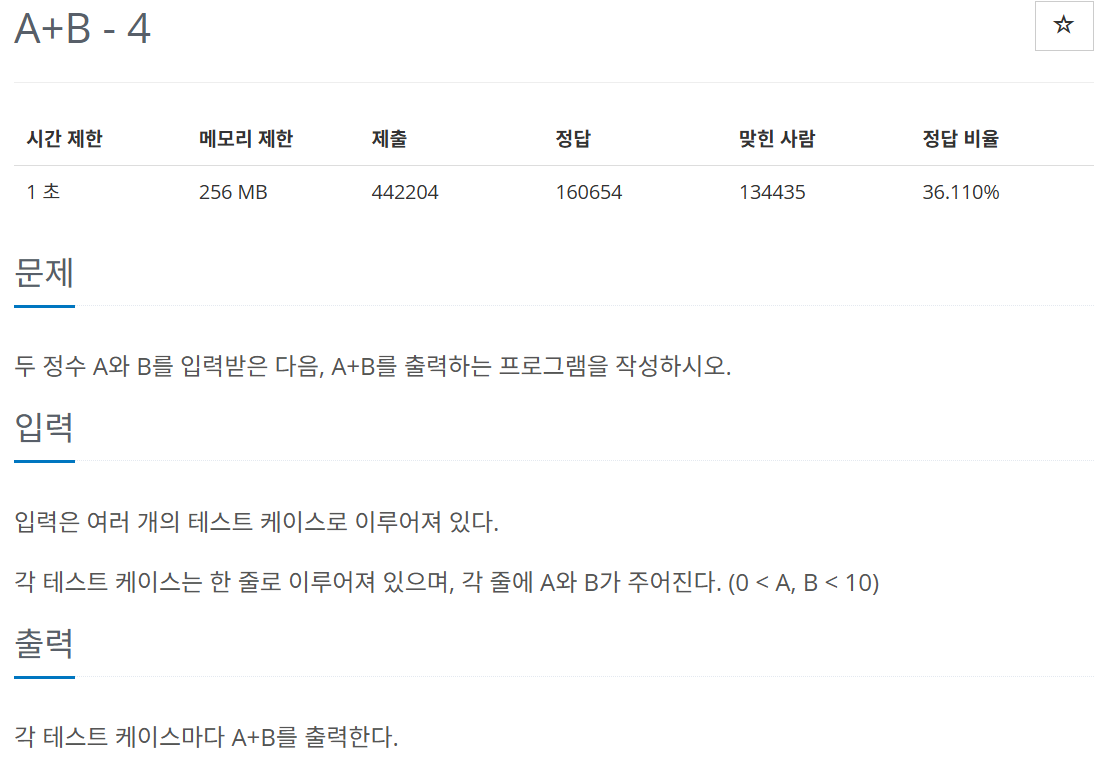 A+B - 4
☆
시간 제한 메모리 제한 제출 정답 맞힌 사람 정답 비율
1 초 256 MB 442204 160654 134435 36.110%
문제
두 정수 A와 B를 입력받은 다음, A+B를 출력하는 프로그램을 작성하시오.
입력
입력은 여러 개의 테스트 케이스로 이루어져 있다.
각 테스트 케이스는 한 줄로 이루어져 있으며, 각 줄에 A와 B가 주어진다. (0 < A, B < 10)
출력
각 테스트 케이스마다 A+B를 출력한다.